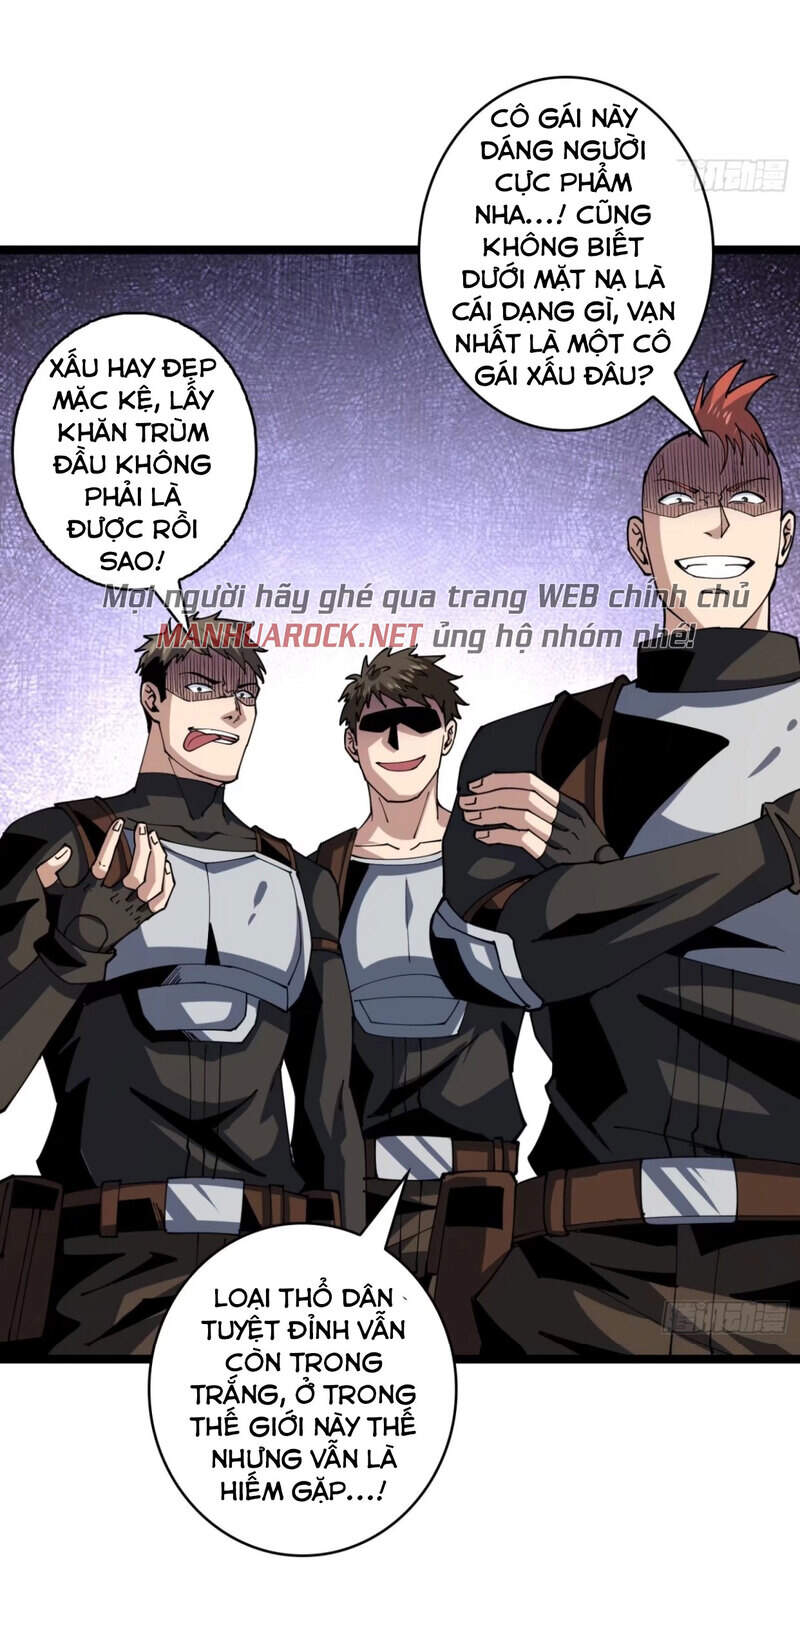 CÔ GÁI NÀY
DÁNG NGƯỜI
CỰC PHẨM
NHA...! CŨNG
KHÔNG BIẾT
DƯỚI MẶT NẠ LÀ
CÁI DẠNG GÌ, VẠN
NHẤT LÀ MỘT CÔ
GÁI XẤU ĐÂU?
XẤU HAY ĐẸP
MẶC KỆ, LẤY
KHĂN TRÙM
ĐẦU KHÔNG
PHẢI LÀ
ĐƯỢC RỒI
SAO!
Mọi người hãy ghé qua trang WEB chính chủ
MANHUAROCK.NET ủng hộ nhóm nhé!
LOẠI THỔ DÂN
TUYỆT ĐỈNH VẪN
CÒN TRONG
TRẮNG, Ở TRONG
THẾ GIỚI NÀY THẾ
NHƯNG VẪN LÀ
HIẾM GẶP...!